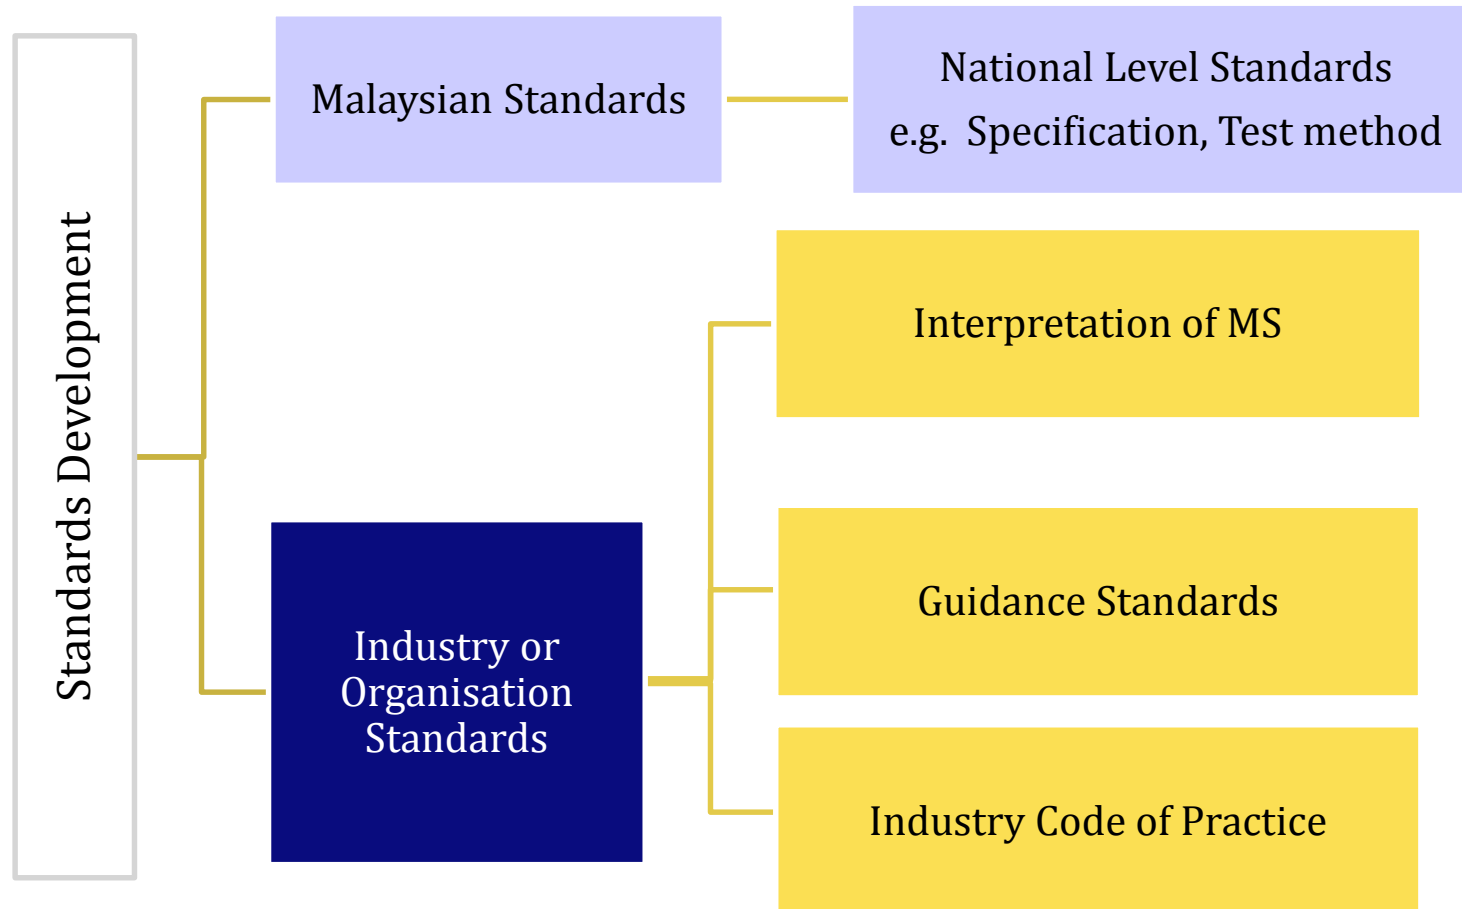 Standards Development
Malaysian Standards
National Level Standards
e.g.  Specification, Test method
Interpretation of MS
Guidance Standards
Industry or
Organisation
Standards
Industry Code of Practice